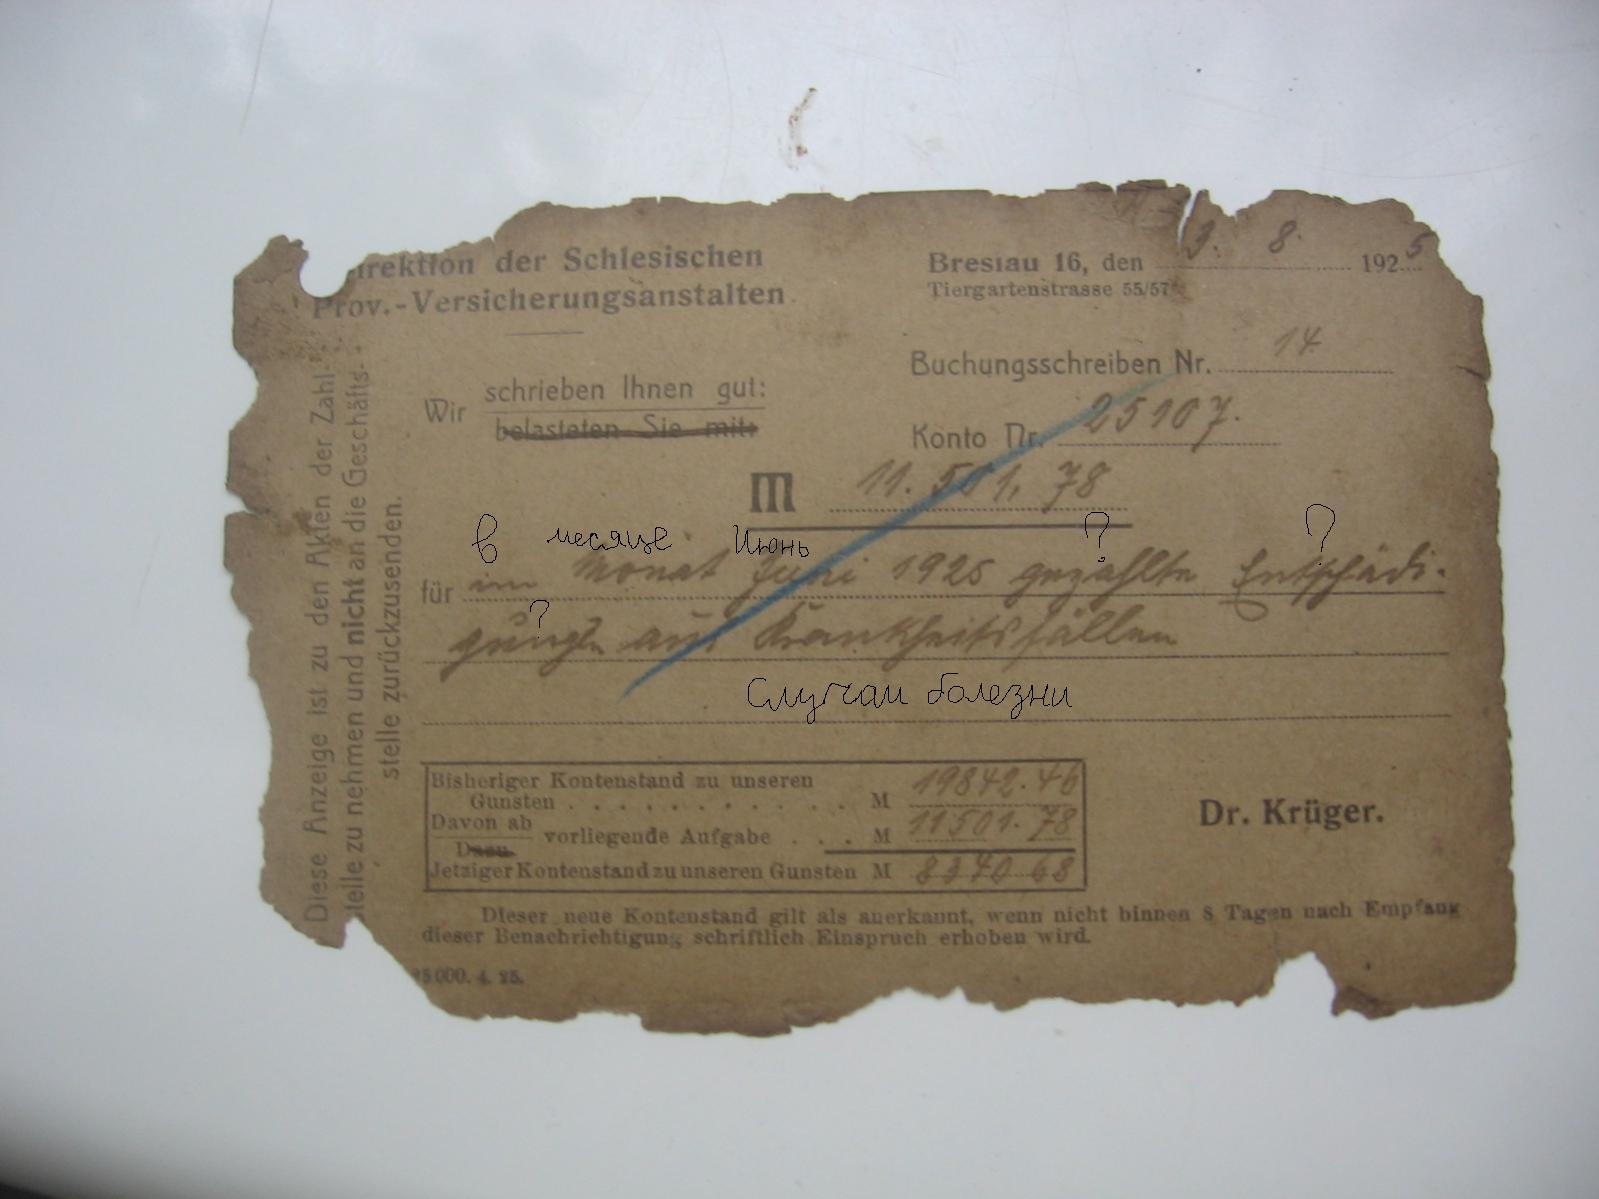 Direktion der Schlesischen
Prov.-Versicherungsanstalten
Breslau 16, den 3. 8. 1925
Tiergartenstrasse 55/57
Buchungsschreiben Nr. 14
Wir schrieben Ihnen gut:
belasteten Sie mit:
Konto Nr. 25107.
M 11.501,78
в месяце Июнь ? ?
für im Monat Juni 1925 gezahlte Entschädi-
?
gungen aus Krankheitsfällen
Случаи болезни
Bisheriger Kontenstand zu unseren
Gunsten . . . . . . . . . . . . M 19842.46
Davon ab
Dazu vorliegende Aufgabe . . . M 11501.78
Jetziger Kontenstand zu unseren Gunsten M 8340.68
Dr. Krüger.
Dieser neue Kontenstand gilt als anerkannt, wenn nicht binnen 8 Tagen nach Empfang
dieser Benachrichtigung schriftlich Einspruch erhoben wird.
25000. 4. 25.
Diese Anzeige ist zu den Akten der Zahl-
stelle zu nehmen und nicht an die Geschäfts-
stelle zurückzusenden.